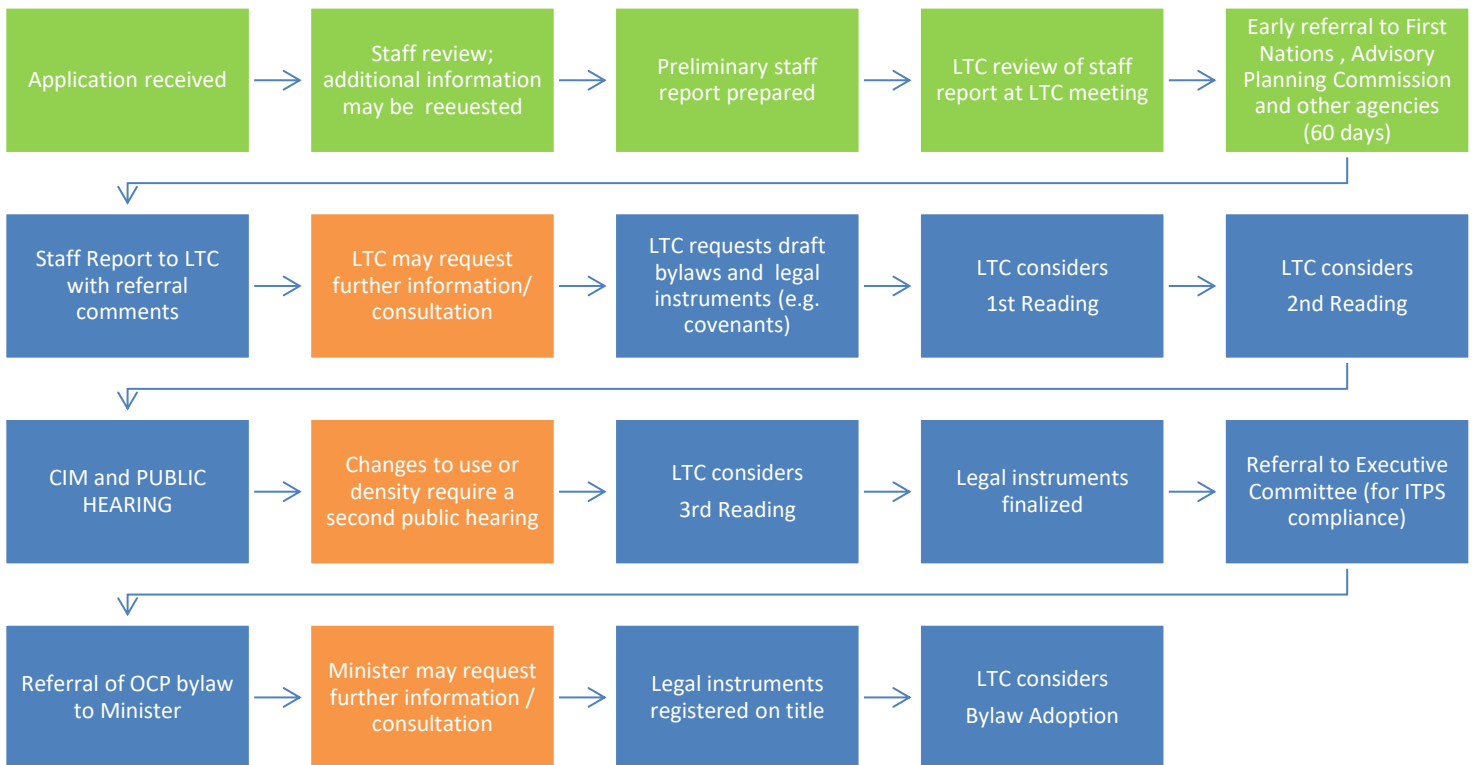 Application received
Staff review;
additional information
may be reeuested
Preliminary staff
report prepared
LTC review of staff
report at LTC meeting
Early referral to First
Nations , Advisory
Planning Commission
and other agencies
(60 days)
Staff Report to LTC
with referral
comments
LTC may request
further information/
consultation
LTC requests draft
bylaws and legal
instruments (e.g.
covenants)
LTC considers
1st Reading
LTC considers
2nd Reading
CIM and PUBLIC
HEARING
Changes to use or
density require a
second public hearing
LTC considers
3rd Reading
Legal instruments
finalized
Referral to Executive
Committee (for ITPS
compliance)
Referral of OCP bylaw
to Minister
Minister may request
further information /
consultation
Legal instruments
registered on title
LTC considers
Bylaw Adoption